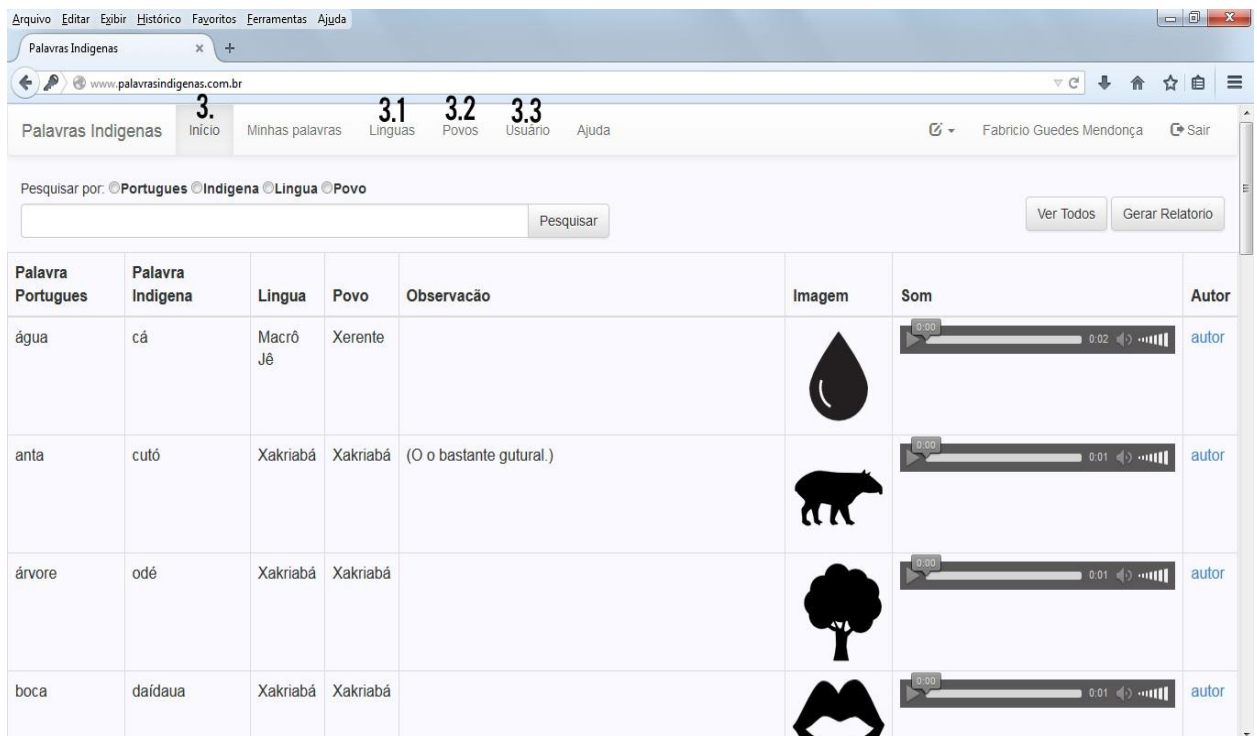 Arquivo Editar Exibir Histórico Favoritos Ferramentas Ajuda
Palavras Indigenas × +
www.palavrasindigenas.com.br
3. 3.1 3.2 3.3
Palavras Indigenas Início Minhas palavras Linguas Povos Usuário Ajuda Fabricio Guedes Mendonça Sair
Pesquisar por: Portugues Indigena Lingua Povo
Pesquisar Ver Todos Gerar Relatorio
Palavra Portugues Palavra Indigena Lingua Povo Observacão Imagem Som Autor
água cá Macrô Jê Xerente 0:00 0:02 autor
anta cutó Xakriabá Xakriabá (O o bastante gutural.) 0:00 0:01 autor
árvore odé Xakriabá Xakriabá 0:00 0:01 autor
boca daídaua Xakriabá Xakriabá 0:00 0:01 autor